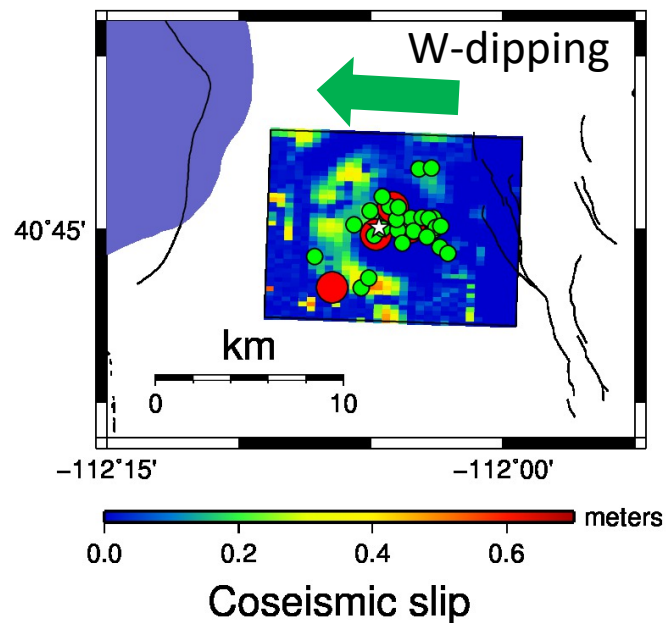 W-dipping
40˚45'
km
0 10
−112˚15' −112˚00'
meters
0.0 0.2 0.4 0.6
Coseismic slip